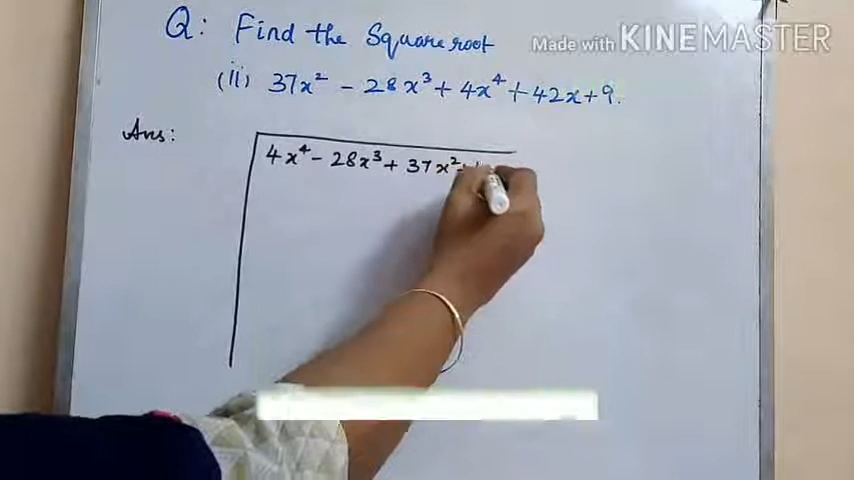 Q: Find the Square root
Made with KINEMASTER
(ii) 37x² - 28x³ + 4x⁴ + 42x + 9.
Ans:
4x⁴ - 28x³ + 37x² +